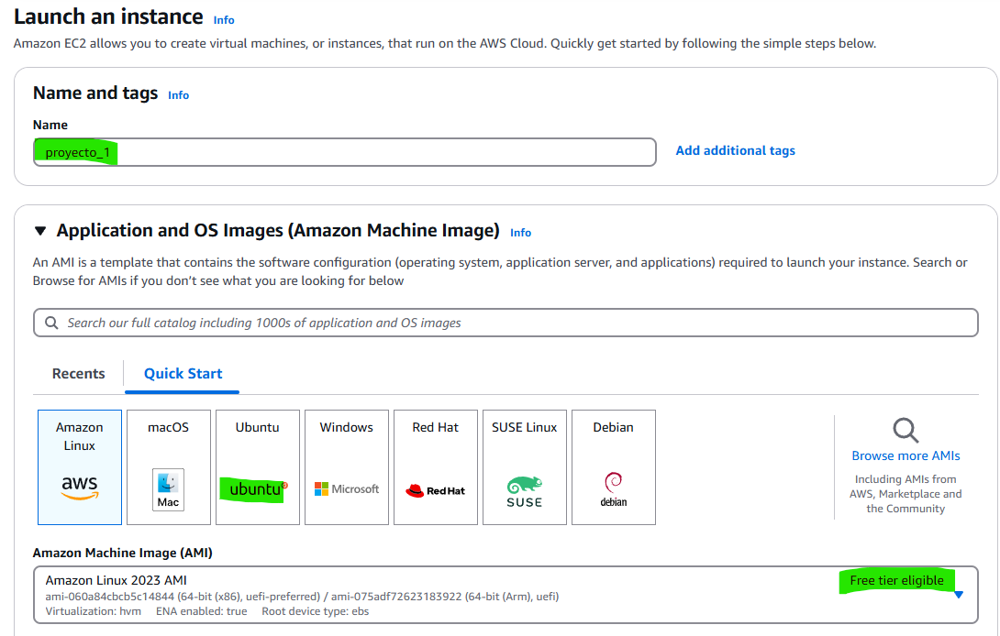 Launch an instance Info
Amazon EC2 allows you to create virtual machines, or instances, that run on the AWS Cloud. Quickly get started by following the simple steps below.
Name and tags Info
Name
proyecto_1
Add additional tags
Application and OS Images (Amazon Machine Image) Info
An AMI is a template that contains the software configuration (operating system, application server, and applications) required to launch your instance. Search or
Browse for AMIs if you don't see what you are looking for below
Search our full catalog including 1000s of application and OS images
Recents
Quick Start
Amazon
Linux
aws
macOS
Mac
Ubuntu
ubuntu
Windows
Microsoft
Red Hat
Red Hat
SUSE Linux
SUSE
Debian
debian
Browse more AMIs
Including AMIs from
AWS, Marketplace and
the Community
Amazon Machine Image (AMI)
Amazon Linux 2023 AMI
Free tier eligible
ami-060a84cbcb5c14844 (64-bit (x86), uefi-preferred) / ami-075adf72623183922 (64-bit (Arm), uefi)
Virtualization: hvm ENA enabled: true Root device type: ebs